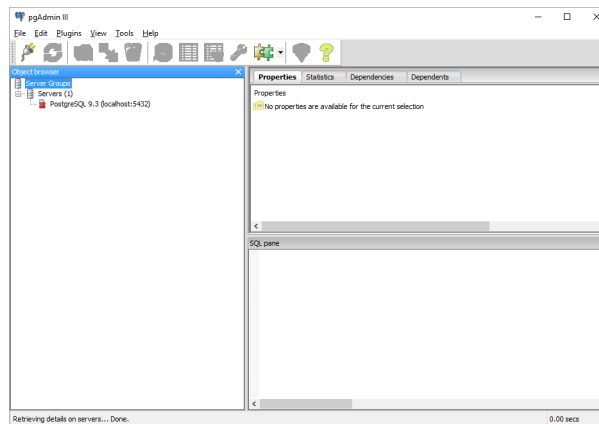 pgAdmin III
File Edit Plugins View Tools Help
Object browser
Server Groups
Servers (1)
PostgreSQL 9.3 (localhost:5432)
Properties Statistics Dependencies Dependents
Properties
No properties are available for the current selection
SQL pane
Retrieving details on servers... Done. 0.00 secs